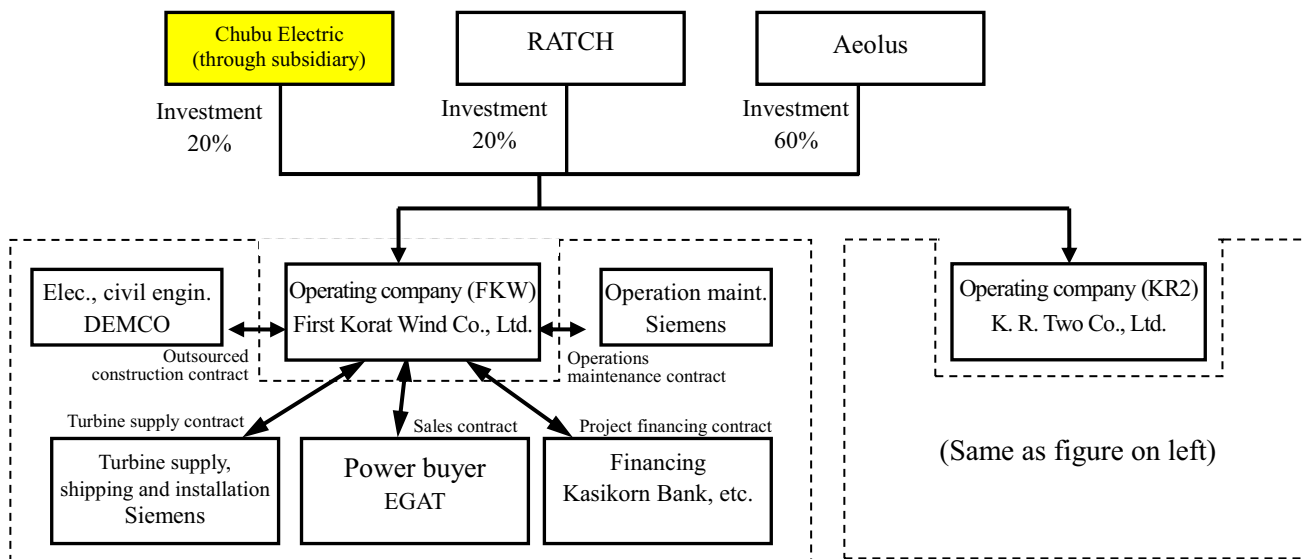 Chubu Electric
(through subsidiary)
RATCH
Aeolus
Investment
20%
Investment
20%
Investment
60%
Elec., civil engin.
DEMCO
Operating company (FKW)
First Korat Wind Co., Ltd.
Operation maint.
Siemens
Operating company (KR2)
K. R. Two Co., Ltd.
Outsourced
construction contract
Operations
maintenance contract
Turbine supply contract
Sales contract
Project financing contract
Turbine supply,
shipping and installation
Siemens
Power buyer
EGAT
Financing
Kasikorn Bank, etc.
(Same as figure on left)